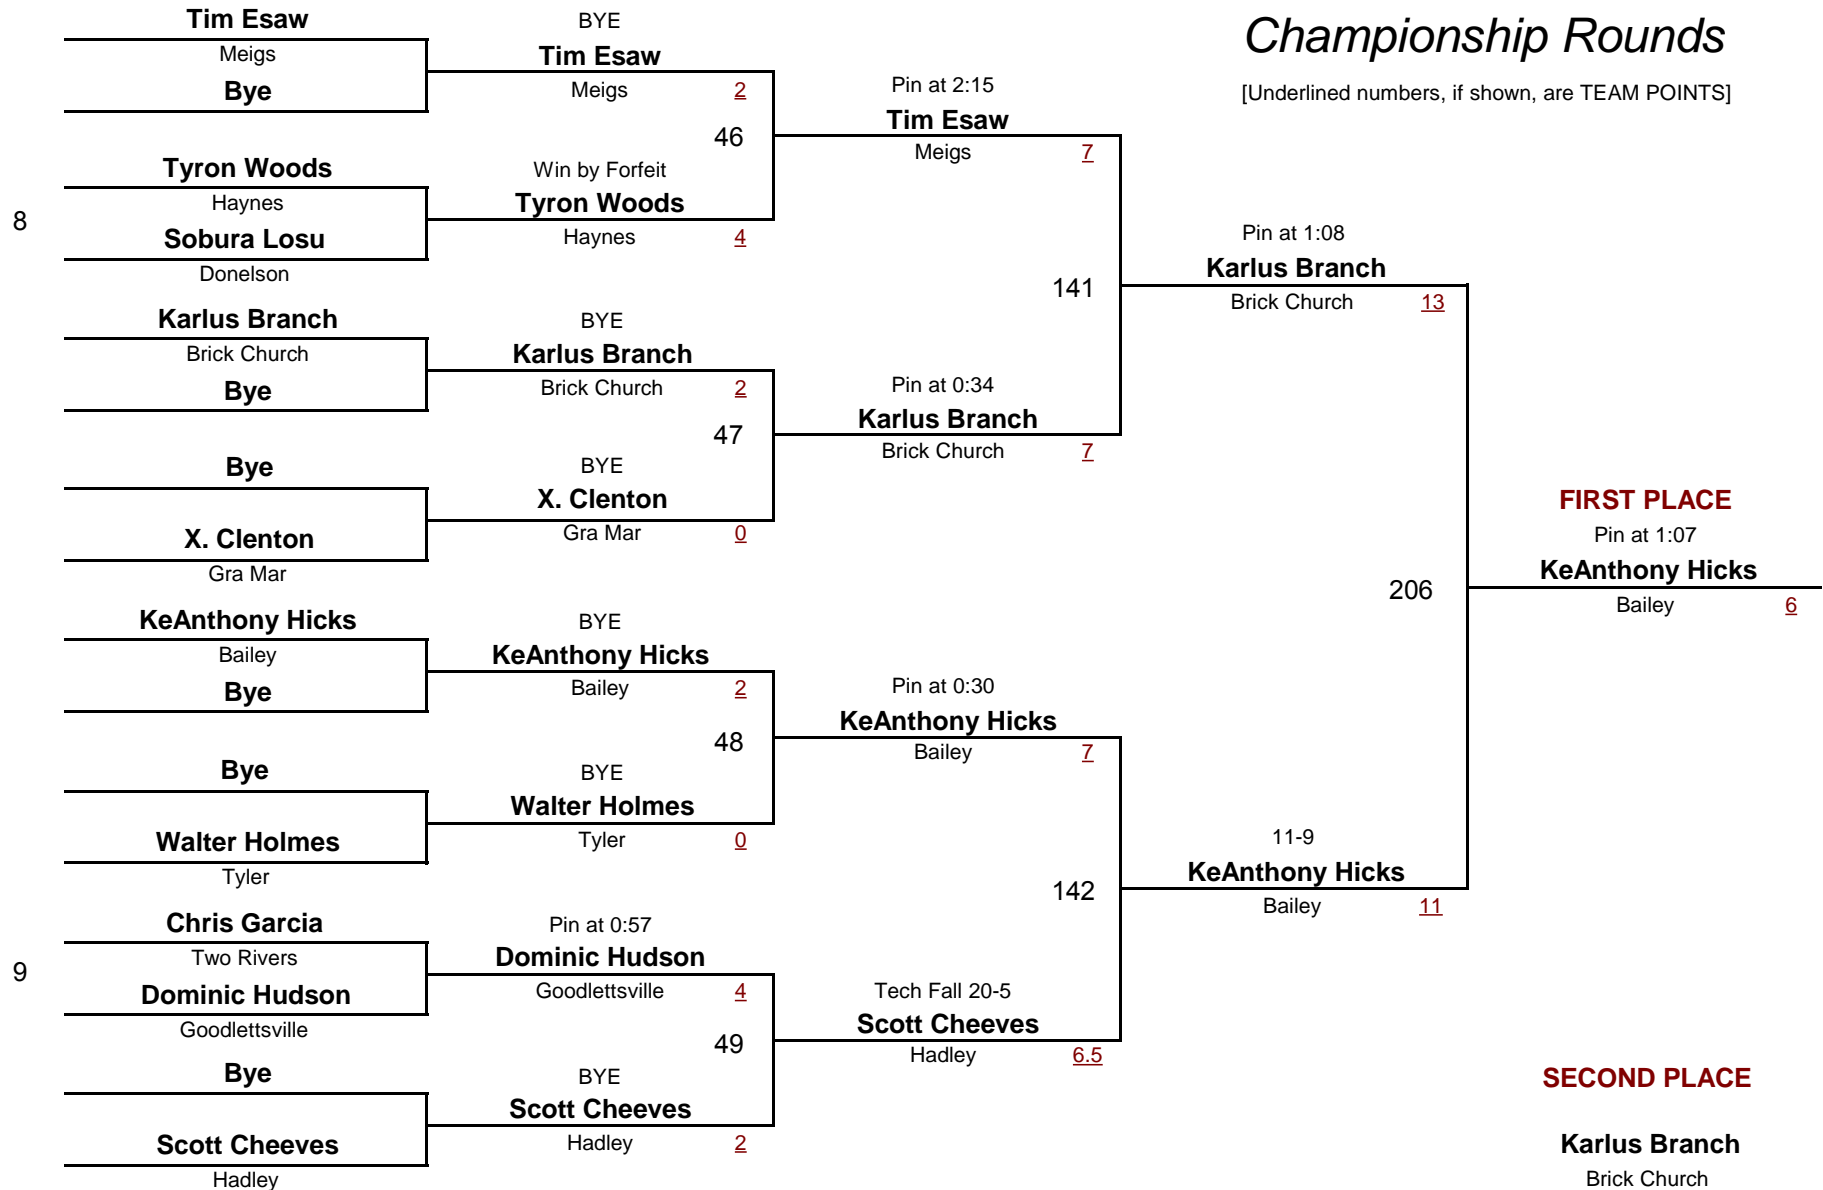 Championship Rounds
[Underlined numbers, if shown, are TEAM POINTS]
Tim Esaw
Meigs
Bye
8
Tyron Woods
Haynes
Sobura Losu
Donelson
Karlus Branch
Brick Church
Bye
Bye
X. Clenton
Gra Mar
KeAnthony Hicks
Bailey
Bye
Bye
Walter Holmes
Tyler
9
Chris Garcia
Two Rivers
Dominic Hudson
Goodlettsville
Bye
Scott Cheeves
Hadley
BYE
Tim Esaw
Meigs 2
46
Win by Forfeit
Tyron Woods
Haynes 4
BYE
Karlus Branch
Brick Church 2
47
BYE
X. Clenton
Gra Mar 0
BYE
KeAnthony Hicks
Bailey 2
48
BYE
Walter Holmes
Tyler 0
Pin at 0:57
Dominic Hudson
Goodlettsville 4
49
BYE
Scott Cheeves
Hadley 2
Pin at 2:15
Tim Esaw
Meigs 7
141
Pin at 0:34
Karlus Branch
Brick Church 7
Pin at 0:30
KeAnthony Hicks
Bailey 7
142
Tech Fall 20-5
Scott Cheeves
Hadley 6.5
Pin at 1:08
Karlus Branch
Brick Church 13
206
11-9
KeAnthony Hicks
Bailey 11
FIRST PLACE
Pin at 1:07
KeAnthony Hicks
Bailey 6
SECOND PLACE
Karlus Branch
Brick Church